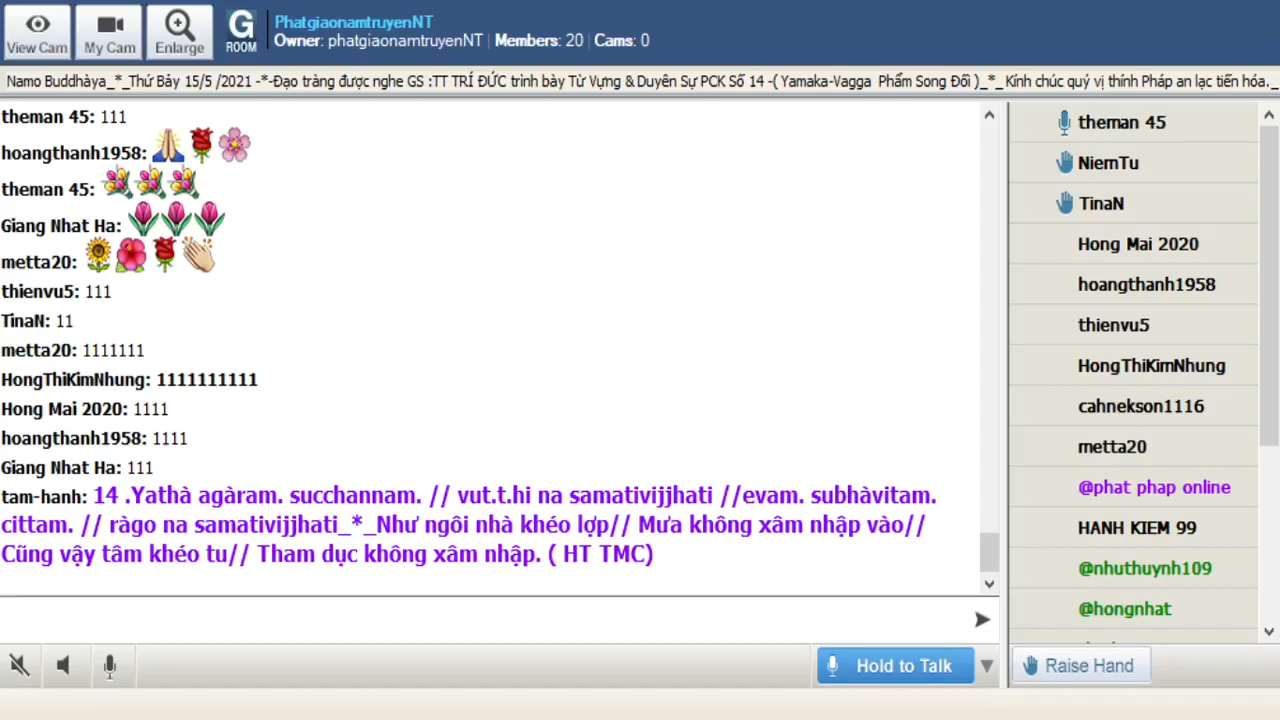 View Cam
My Cam
Enlarge
G
ROOM
PhatgiaonamtruyenNT
Owner: phatgiaonamtruyenNT | Members: 20 | Cams: 0
Namo Buddhàya_*_Thứ Bảy 15/5 /2021 -*-Đạo tràng được nghe GS :TT TRÍ ĐỨC trình bày Từ Vựng & Duyên Sự PCK Số 14 -( Yamaka-Vagga Phẩm Song Đối )_*_ Kính chúc quý vị thính Pháp an lạc tiến hóa._
theman 45: 111
hoangthanh1958:
theman 45:
Giang Nhat Ha:
metta20:
thienvu5: 111
TinaN: 11
metta20: 1111111
HongThiKimNhung: 1111111111
Hong Mai 2020: 1111
hoangthanh1958: 1111
Giang Nhat Ha: 111
tam-hanh: 14 .Yathà agàram. succhannam. // vut.t.hi na samativijjhati //evam. subhàvitam.
cittam. // ràgo na samativijjhati_*_Như ngôi nhà khéo lợp// Mưa không xâm nhập vào//
Cũng vậy tâm khéo tu// Tham dục không xâm nhập. ( HT TMC)
theman 45
NiemTu
TinaN
Hong Mai 2020
hoangthanh1958
thienvu5
HongThiKimNhung
cahnekson1116
metta20
@phat phap online
HANH KIEM 99
@nhuthuynh109
@hongnhat
Hold to Talk
Raise Hand